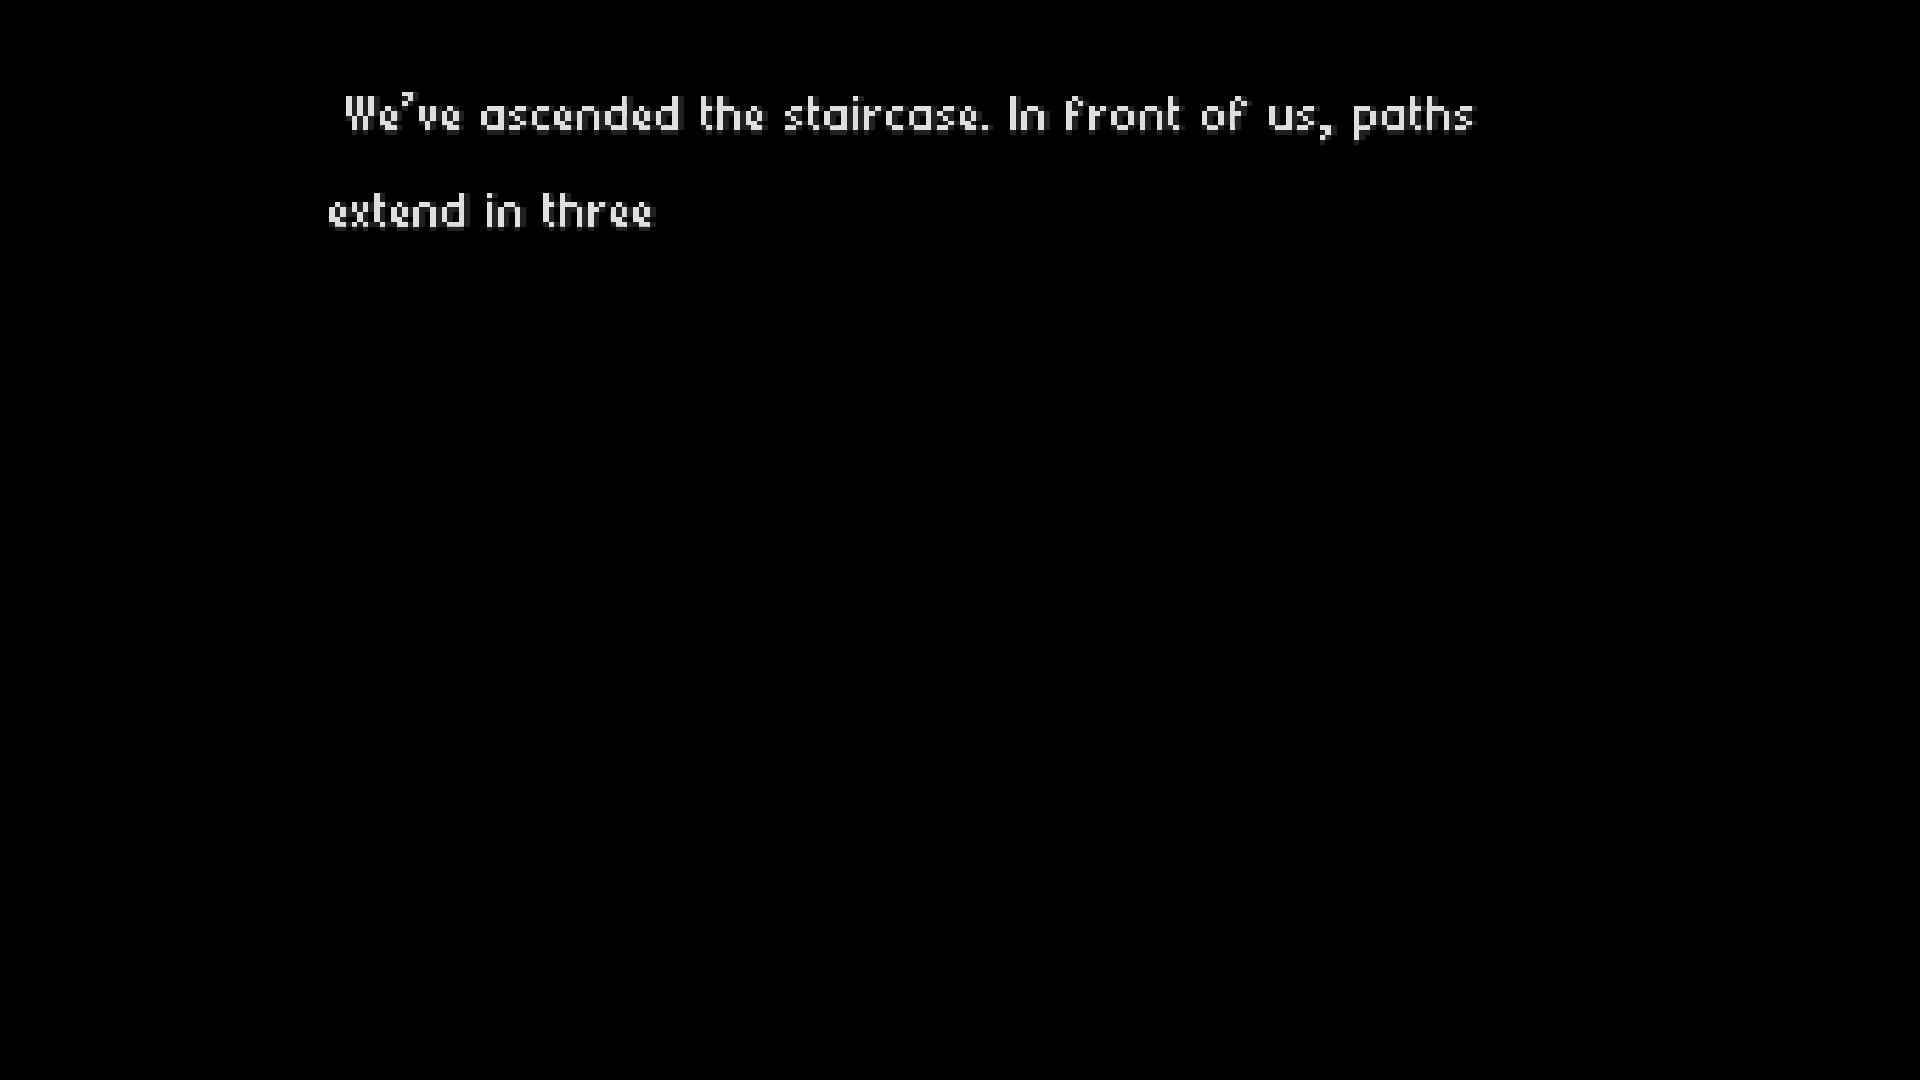 We've ascended the staircase. In front of us, paths
extend in three